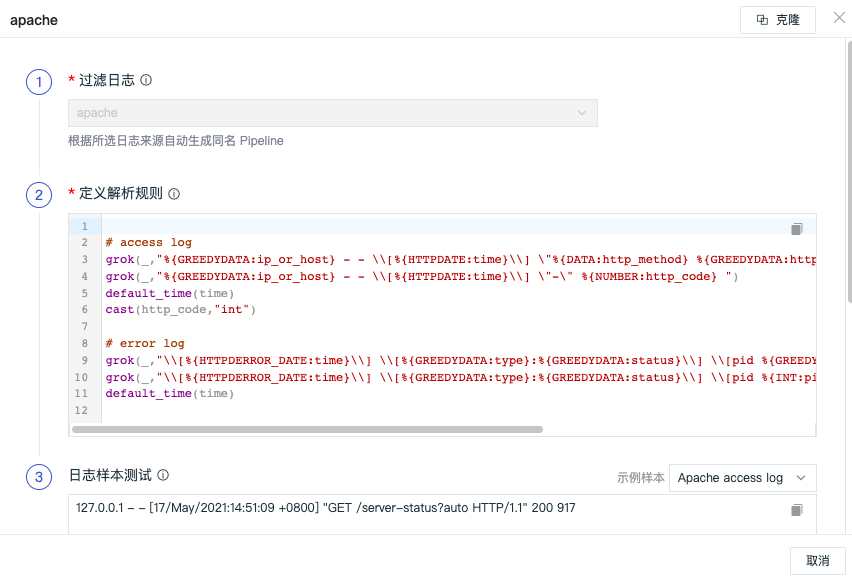 apache
克隆
1
* 过滤日志
apache
根据所选日志来源自动生成同名 Pipeline
2
* 定义解析规则
1
2 # access log
3 grok(_,"%{GREEDYDATA:ip_or_host} - - \\[%{HTTPDATE:time}\\] \"%{DATA:http_method} %{GREEDYDATA:http
4 grok(_,"%{GREEDYDATA:ip_or_host} - - \\[%{HTTPDATE:time}\\] \"-\" %{NUMBER:http_code} ")
5 default_time(time)
6 cast(http_code,"int")
7
8 # error log
9 grok(_,"\\[%{HTTPDERROR_DATE:time}\\] \\[%{GREEDYDATA:type}:%{GREEDYDATA:status}\\] \\[pid %{GREEDY
10 grok(_,"\\[%{HTTPDERROR_DATE:time}\\] \\[%{GREEDYDATA:type}:%{GREEDYDATA:status}\\] \\[pid %{INT:pi
11 default_time(time)
12
3
日志样本测试
示例样本 Apache access log
127.0.0.1 - - [17/May/2021:14:51:09 +0800] "GET /server-status?auto HTTP/1.1" 200 917
取消